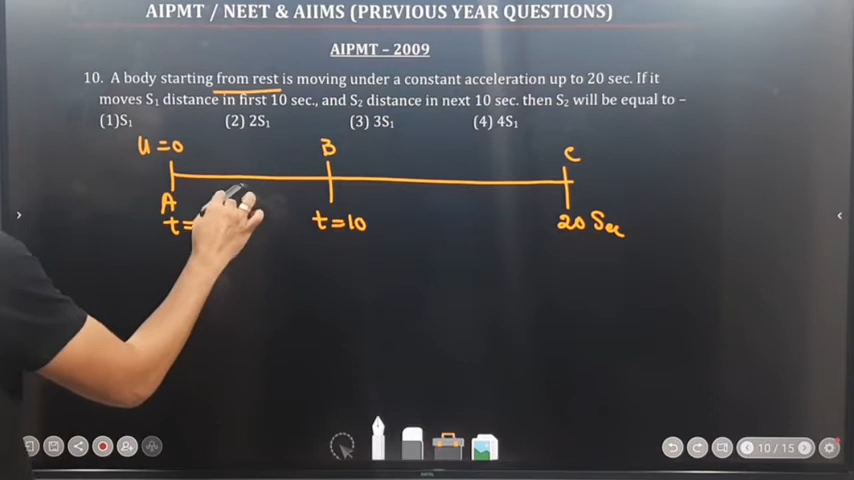 AIPMT / NEET & AIIMS (PREVIOUS YEAR QUESTIONS)
AIPMT – 2009
10. A body starting from rest is moving under a constant acceleration up to 20 sec. If it
moves S₁ distance in first 10 sec., and S₂ distance in next 10 sec. then S₂ will be equal to –
(1)S₁ (2) 2S₁ (3) 3S₁ (4) 4S₁
u=0 B C
A
t= t=10 20 Sec
10 / 15